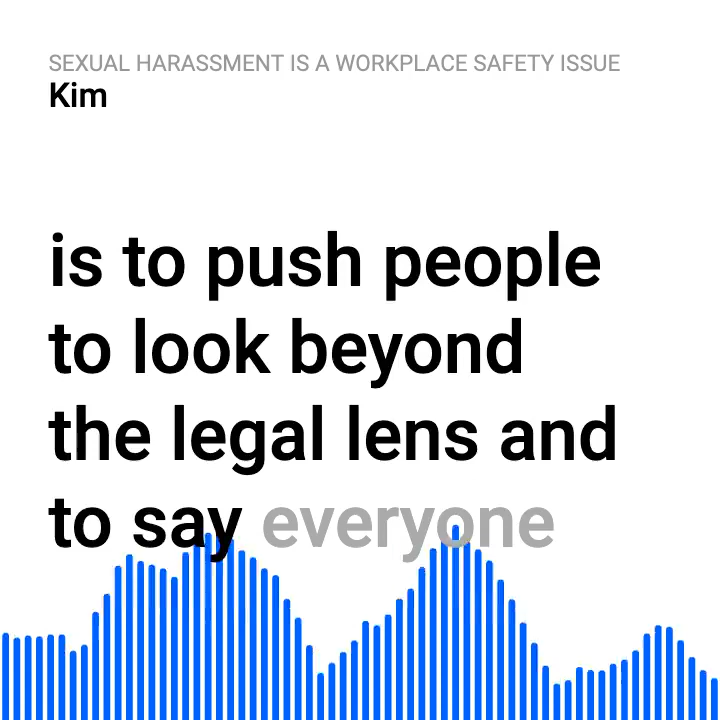 SEXUAL HARASSMENT IS A WORKPLACE SAFETY ISSUE
Kim
is to push people
to look beyond
the legal lens and
to say everyone